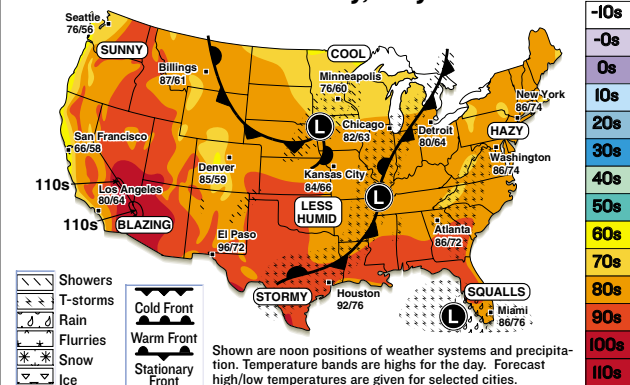 Seattle
76/56
SUNNY
Billings
87/61
COOL
Minneapolis
76/60
New York
86/74
HAZY
San Francisco
66/58
L
Chicago
82/63
Detroit
80/64
Washington
86/74
Denver
85/59
Kansas City
84/66
110s
Los Angeles
80/64
L
LESS
HUMID
110s
BLAZING
El Paso
96/72
Atlanta
86/72
STORMY
Houston
92/76
SQUALLS
L
Miami
86/76
Showers
T-storms
Rain
Flurries
Snow
Ice
Cold Front
Warm Front
Stationary
Front
Shown are noon positions of weather systems and precipita-
tion. Temperature bands are highs for the day. Forecast
high/low temperatures are given for selected cities.
-10s
-0s
0s
10s
20s
30s
40s
50s
60s
70s
80s
90s
100s
110s